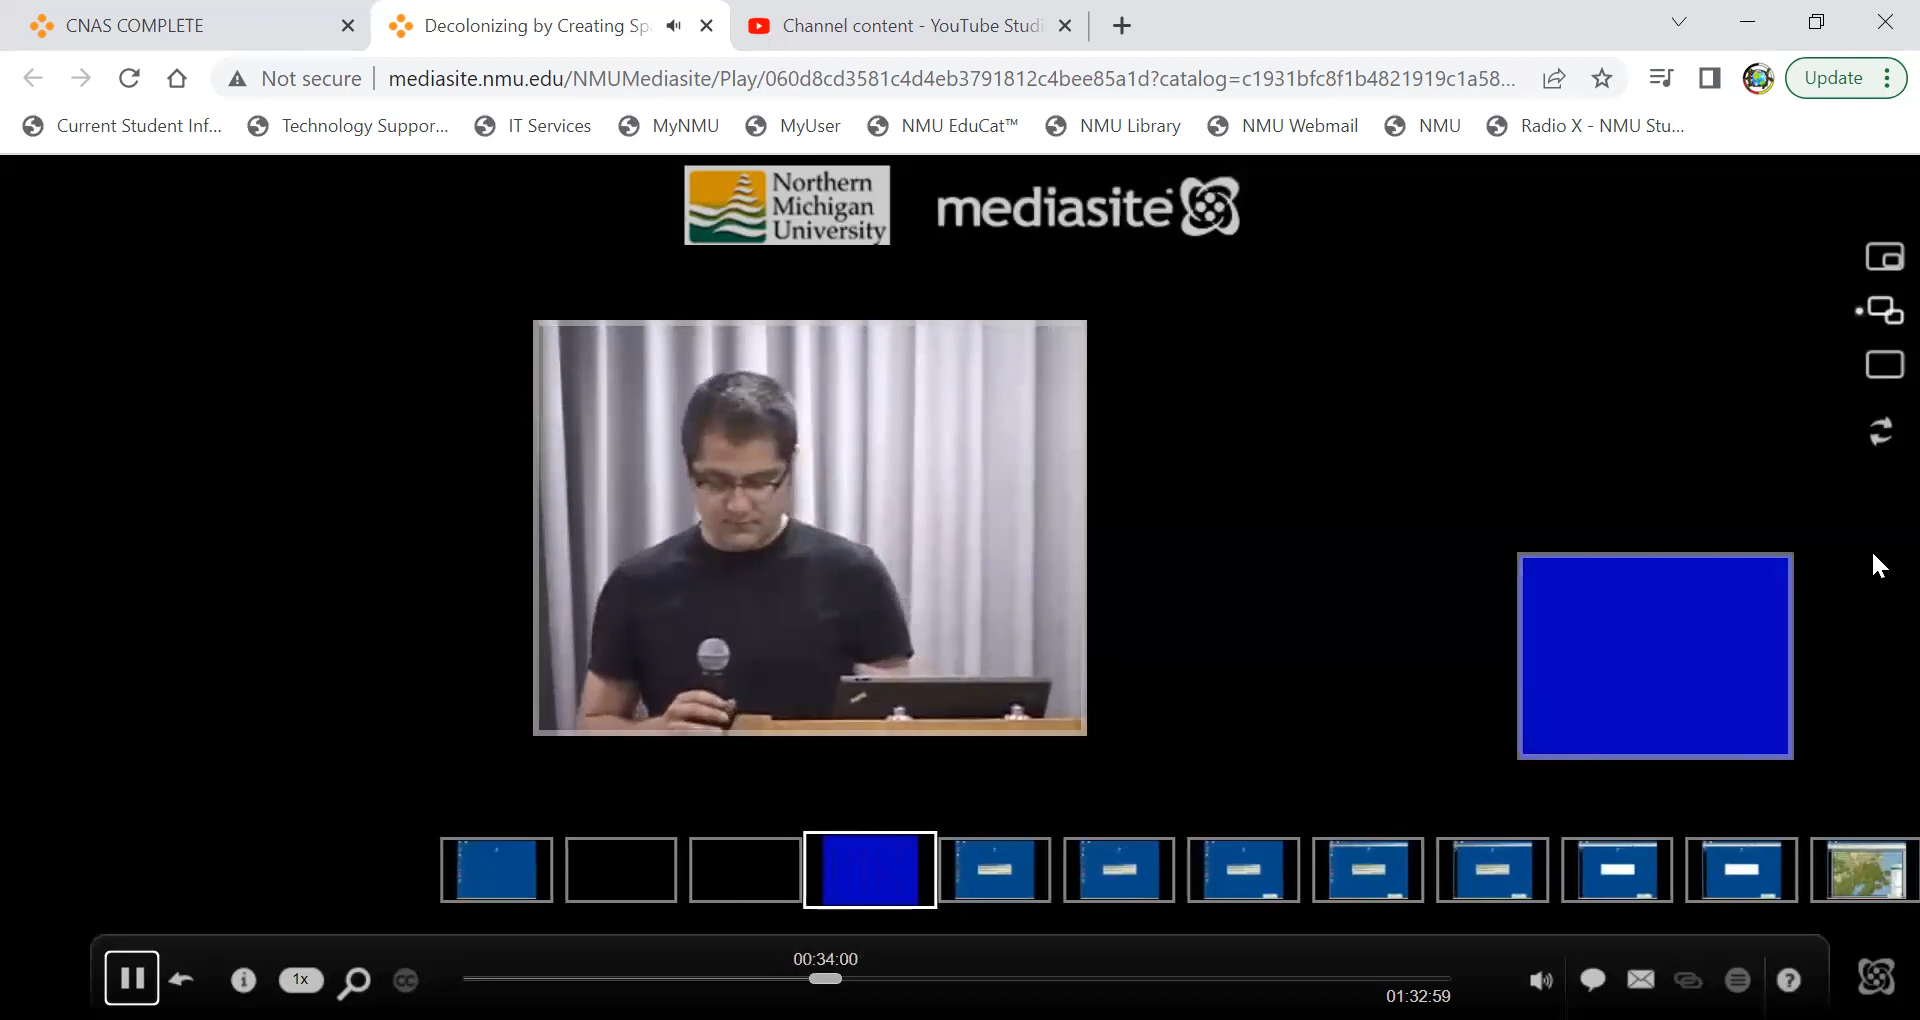 CNAS COMPLETE
Decolonizing by Creating Spa
Channel content - YouTube Studi
Not secure
mediasite.nmu.edu/NMUMediasite/Play/060d8cd3581c4d4eb3791812c4bee85a1d?catalog=c1931bfc8f1b4821919c1a58...
Update
Current Student Inf...
Technology Suppor...
IT Services
MyNMU
MyUser
NMU EduCat™
NMU Library
NMU Webmail
NMU
Radio X - NMU Stu...
Northern
Michigan
University
mediasite
00:34:00
1x
CC
01:32:59